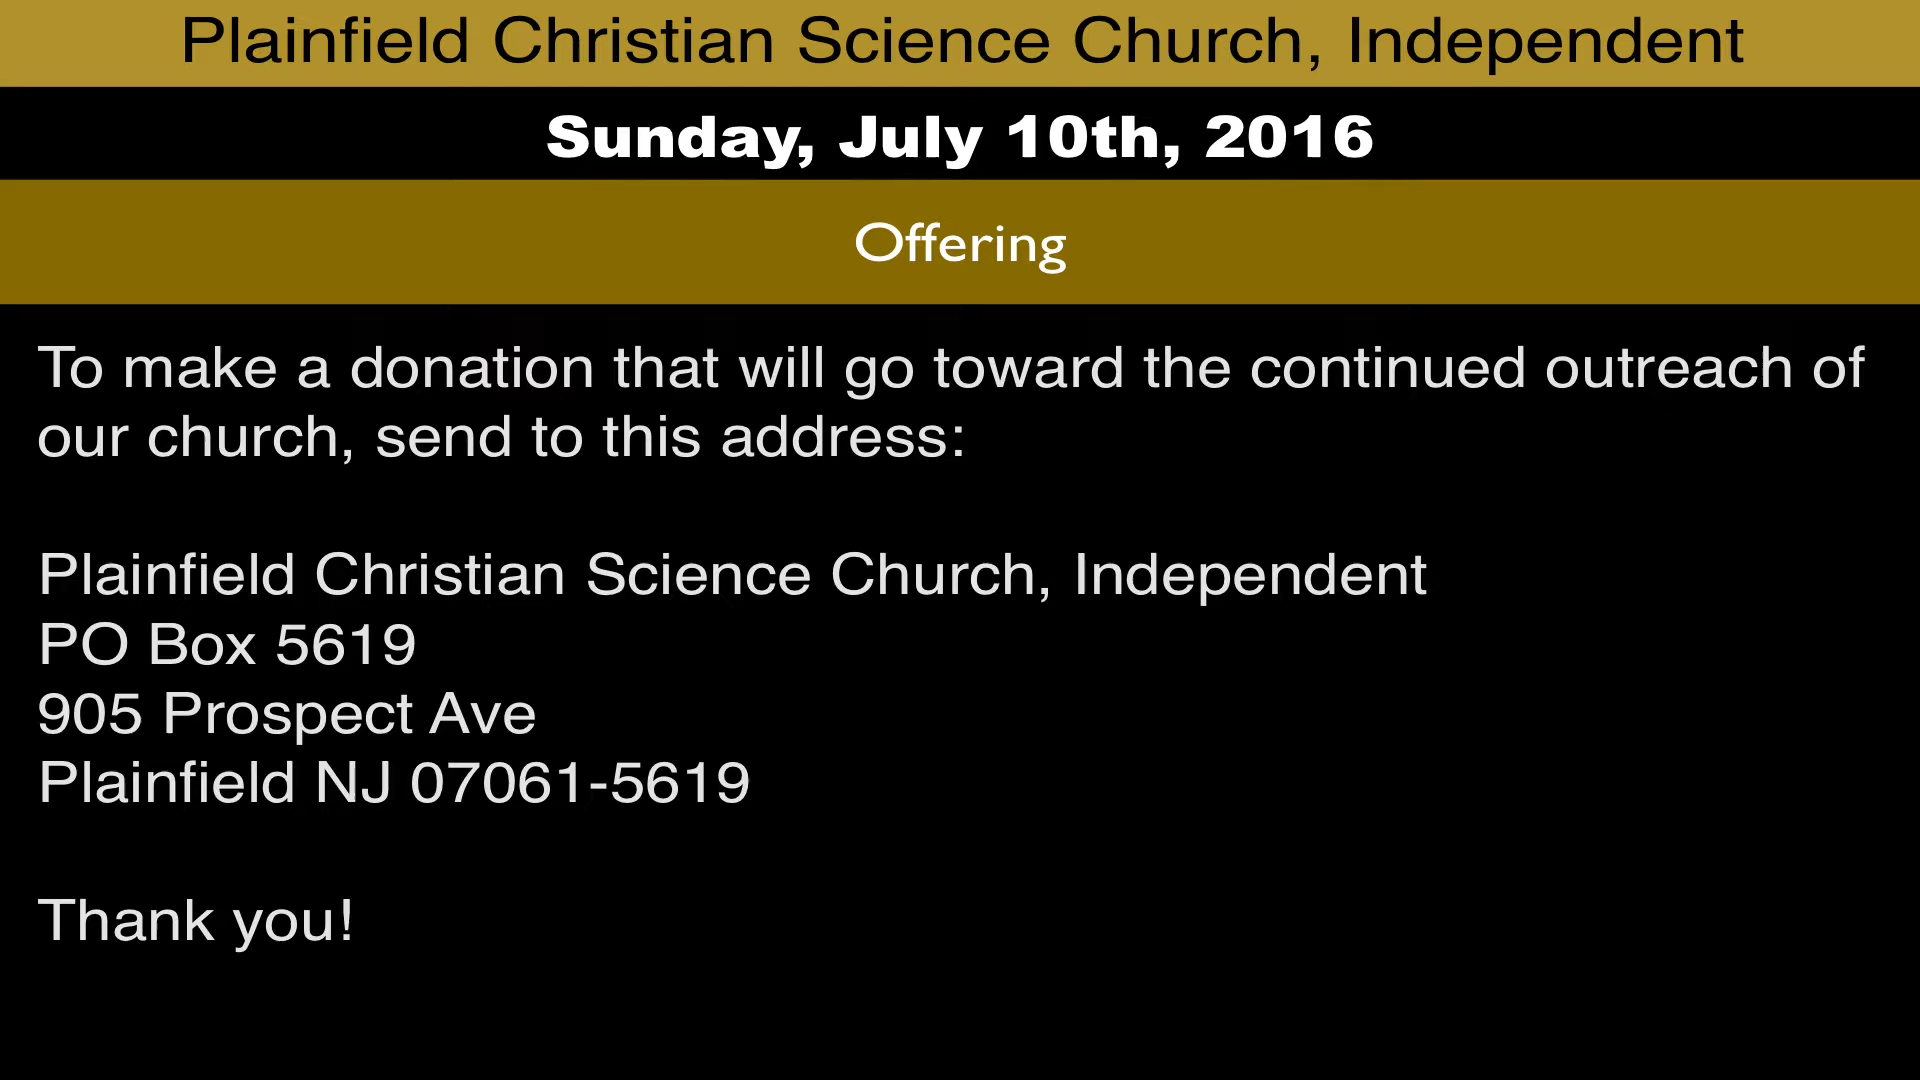 Plainfield Christian Science Church, Independent
Sunday, July 10th, 2016
Offering
To make a donation that will go toward the continued outreach of
our church, send to this address:
Plainfield Christian Science Church, Independent
PO Box 5619
905 Prospect Ave
Plainfield NJ 07061-5619
Thank you!